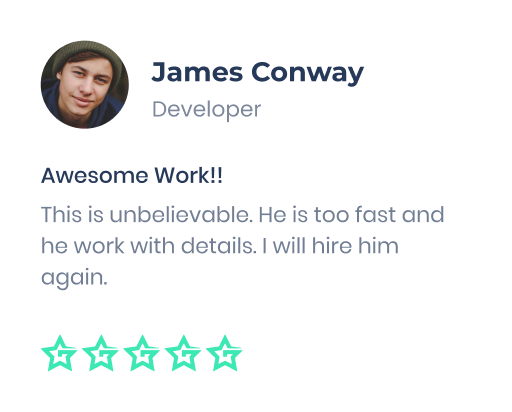 James Conway
Developer
Awesome Work!!
This is unbelievable. He is too fast and
he work with details. I will hire him
again.